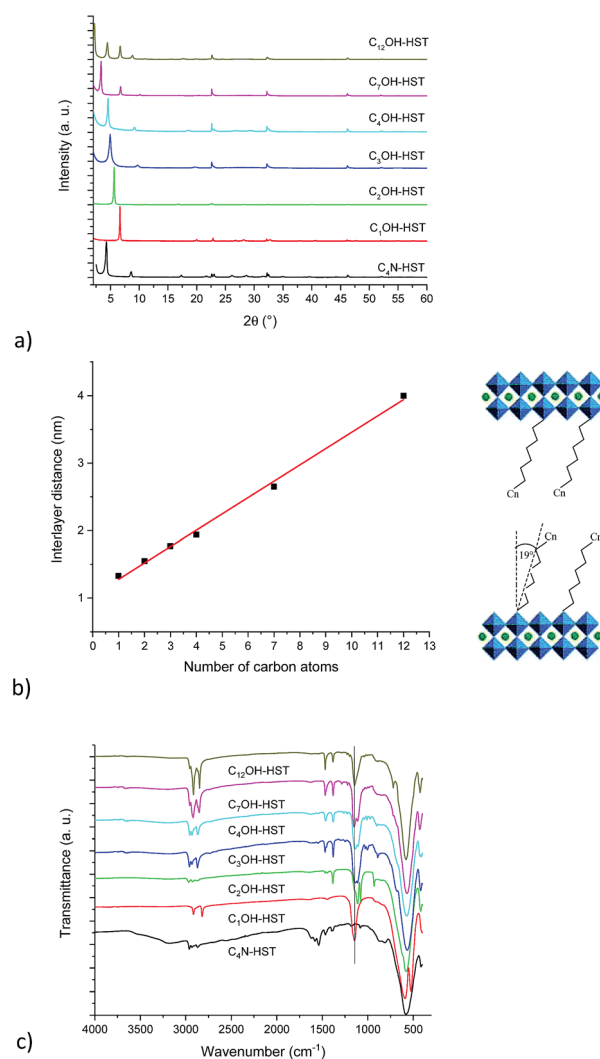 C₁₂OH-HST
C₇OH-HST
C₄OH-HST
C₃OH-HST
C₂OH-HST
C₁OH-HST
C₄N-HST
Intensity (a. u.)
5 10 15 20 25 30 35 40 45 50 55 60
2θ (°)
a)
4
3
2
1
Interlayer distance (nm)
0 1 2 3 4 5 6 7 8 9 10 11 12 13
Number of carbon atoms
Cn Cn
Cn Cn
19°
b)
C₁₂OH-HST
C₇OH-HST
C₄OH-HST
C₃OH-HST
C₂OH-HST
C₁OH-HST
C₄N-HST
Transmittance (a. u.)
4000 3500 3000 2500 2000 1500 1000 500
Wavenumber (cm⁻¹)
c)